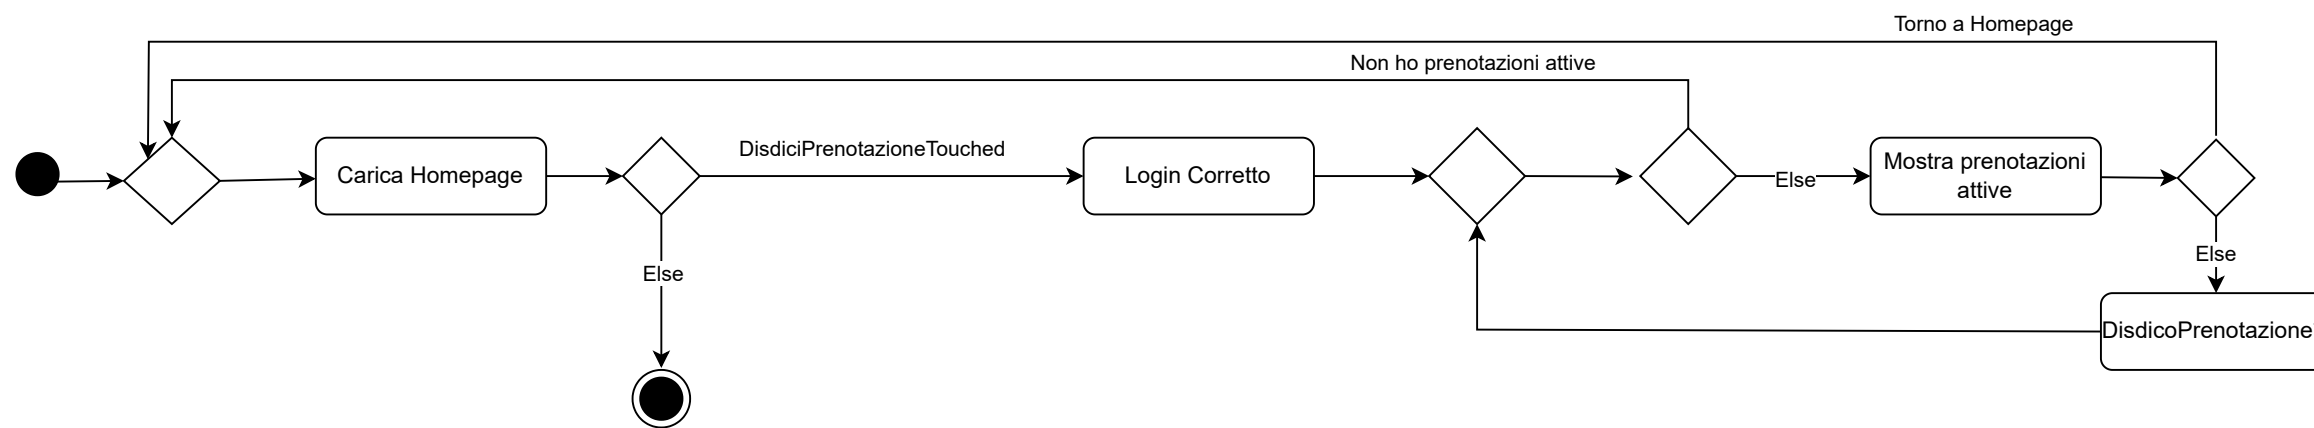 Torno a Homepage
Non ho prenotazioni attive
DisdiciPrenotazioneTouched
Carica Homepage
Login Corretto
Else
Mostra prenotazioni
attive
Else
Else
DisdicoPrenotazione